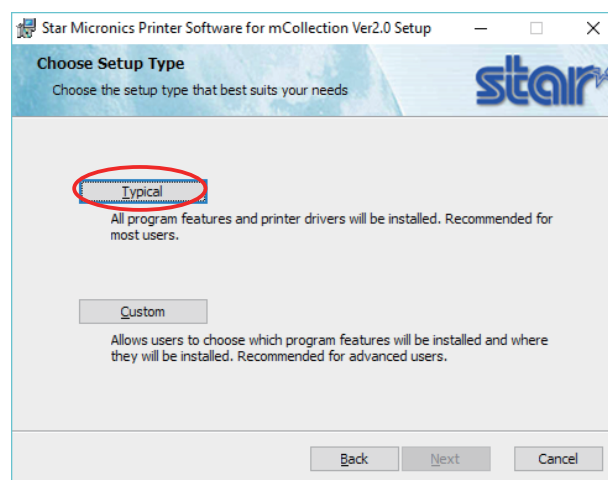 Star Micronics Printer Software for mCollection Ver2.0 Setup
Choose Setup Type
Choose the setup type that best suits your needs
star
Typical
All program features and printer drivers will be installed. Recommended for
most users.
Custom
Allows users to choose which program features will be installed and where
they will be installed. Recommended for advanced users.
Back Next Cancel